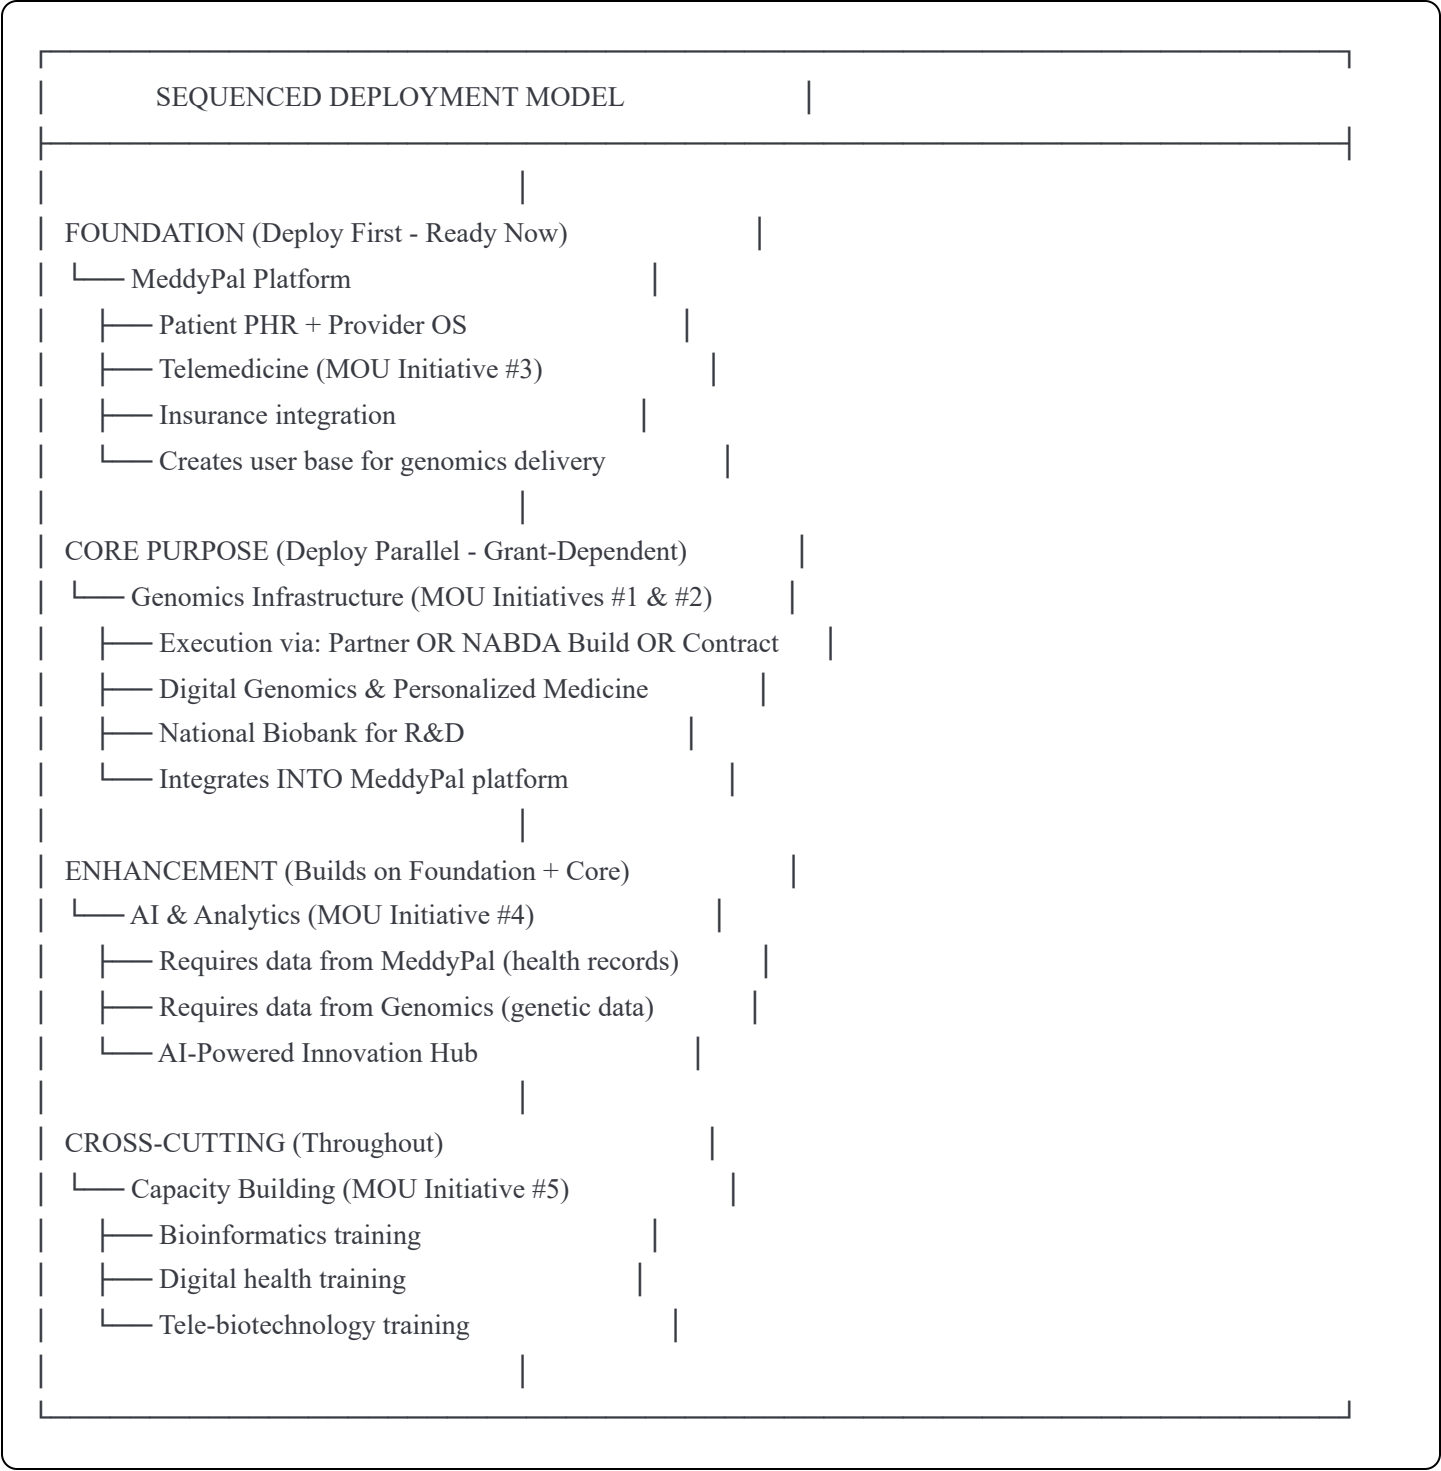 SEQUENCED DEPLOYMENT MODEL
FOUNDATION (Deploy First - Ready Now)
└── MeddyPal Platform
├── Patient PHR + Provider OS
├── Telemedicine (MOU Initiative #3)
├── Insurance integration
└── Creates user base for genomics delivery
CORE PURPOSE (Deploy Parallel - Grant-Dependent)
└── Genomics Infrastructure (MOU Initiatives #1 & #2)
├── Execution via: Partner OR NABDA Build OR Contract
├── Digital Genomics & Personalized Medicine
├── National Biobank for R&D
└── Integrates INTO MeddyPal platform
ENHANCEMENT (Builds on Foundation + Core)
└── AI & Analytics (MOU Initiative #4)
├── Requires data from MeddyPal (health records)
├── Requires data from Genomics (genetic data)
└── AI-Powered Innovation Hub
CROSS-CUTTING (Throughout)
└── Capacity Building (MOU Initiative #5)
├── Bioinformatics training
├── Digital health training
└── Tele-biotechnology training